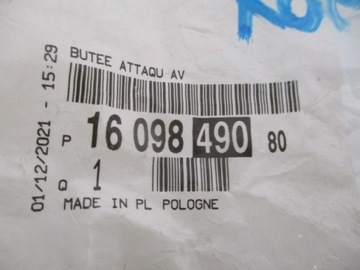 BUTEE ATTAQU AV
P 16 098 490 80
Q 1
MADE IN PL POLOGNE
01/12/2021 - 15:29